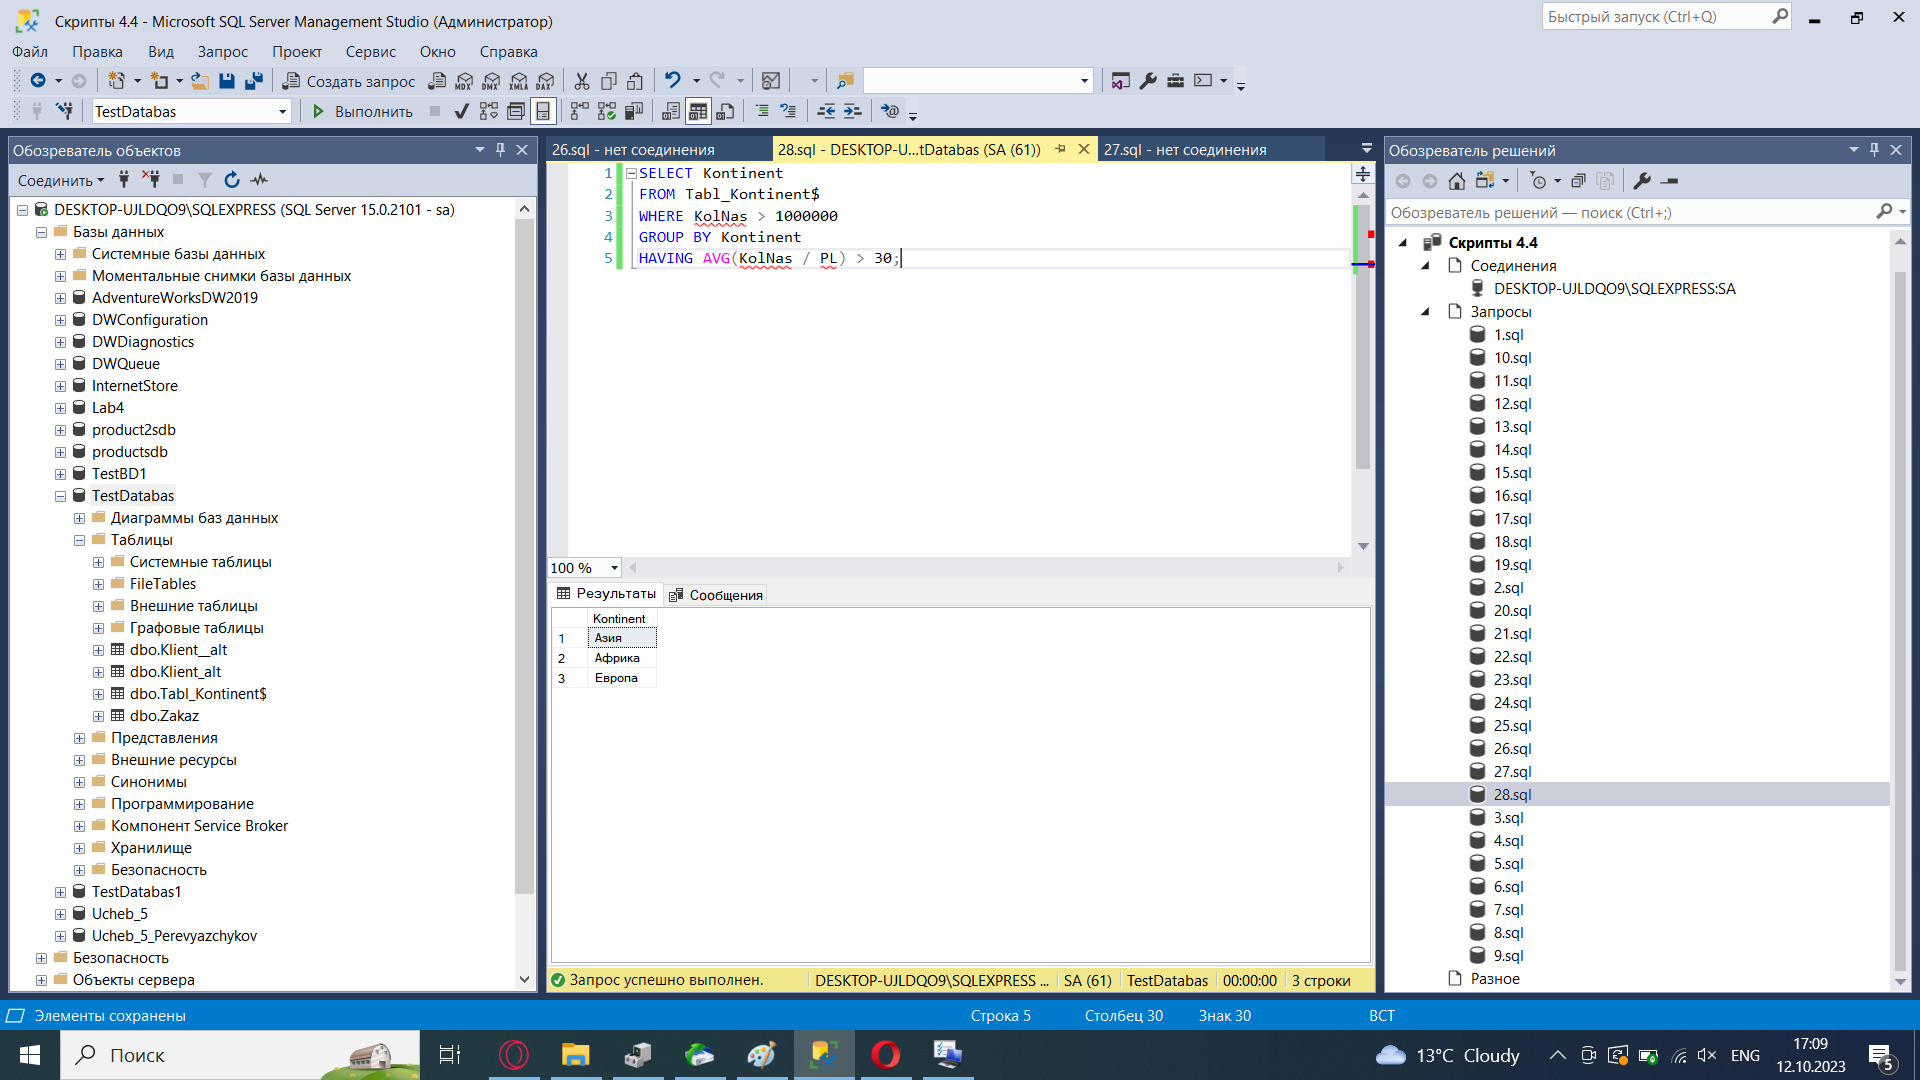 Скрипты 4.4 - Microsoft SQL Server Management Studio (Администратор)
Быстрый запуск (Ctrl+Q)
Файл Правка Вид Запрос Проект Сервис Окно Справка
Создать запрос MDX DMX XMLA DAX
TestDatabas Выполнить
Обозреватель объектов
Соединить
DESKTOP-UJLDQO9\SQLEXPRESS (SQL Server 15.0.2101 - sa)
Базы данных
Системные базы данных
Моментальные снимки базы данных
AdventureWorksDW2019
DWConfiguration
DWDiagnostics
DWQueue
InternetStore
Lab4
product2sdb
productsdb
TestBD1
TestDatabas
Диаграммы баз данных
Таблицы
Системные таблицы
FileTables
Внешние таблицы
Графовые таблицы
dbo.Klient__alt
dbo.Klient_alt
dbo.Tabl_Kontinent$
dbo.Zakaz
Представления
Внешние ресурсы
Синонимы
Программирование
Компонент Service Broker
Хранилище
Безопасность
TestDatabas1
Ucheb_5
Ucheb_5_Perevyazchykov
Безопасность
Объекты сервера
26.sql - нет соединения 28.sql - DESKTOP-U...tDatabas (SA (61)) 27.sql - нет соединения
1 SELECT Kontinent
2 FROM Tabl_Kontinent$
3 WHERE KolNas > 1000000
4 GROUP BY Kontinent
5 HAVING AVG(KolNas / PL) > 30;
100 %
Результаты Сообщения
Kontinent
1 Азия
2 Африка
3 Европа
Запрос успешно выполнен. DESKTOP-UJLDQO9\SQLEXPRESS ... SA (61) TestDatabas 00:00:00 3 строки
Обозреватель решений
Обозреватель решений — поиск (Ctrl+;)
Скрипты 4.4
Соединения
DESKTOP-UJLDQO9\SQLEXPRESS:SA
Запросы
1.sql
10.sql
11.sql
12.sql
13.sql
14.sql
15.sql
16.sql
17.sql
18.sql
19.sql
2.sql
20.sql
21.sql
22.sql
23.sql
24.sql
25.sql
26.sql
27.sql
28.sql
3.sql
4.sql
5.sql
6.sql
7.sql
8.sql
9.sql
Разное
Элементы сохранены Строка 5 Столбец 30 Знак 30 ВСТ
Поиск
13°C Cloudy
ENG
17:09
12.10.2023
5